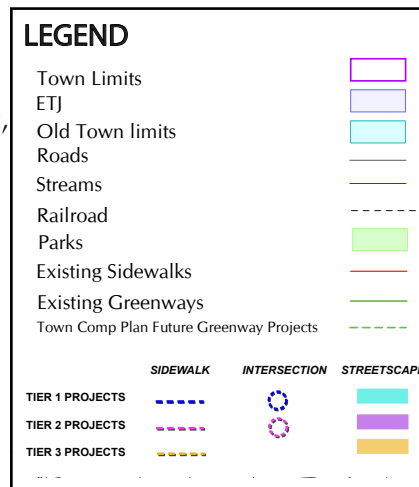 LEGEND
Town Limits
ETJ
Old Town limits
Roads
Streams
Railroad
Parks
Existing Sidewalks
Existing Greenways
Town Comp Plan Future Greenway Projects
SIDEWALK INTERSECTION STREETSCAPE
TIER 1 PROJECTS
TIER 2 PROJECTS
TIER 3 PROJECTS